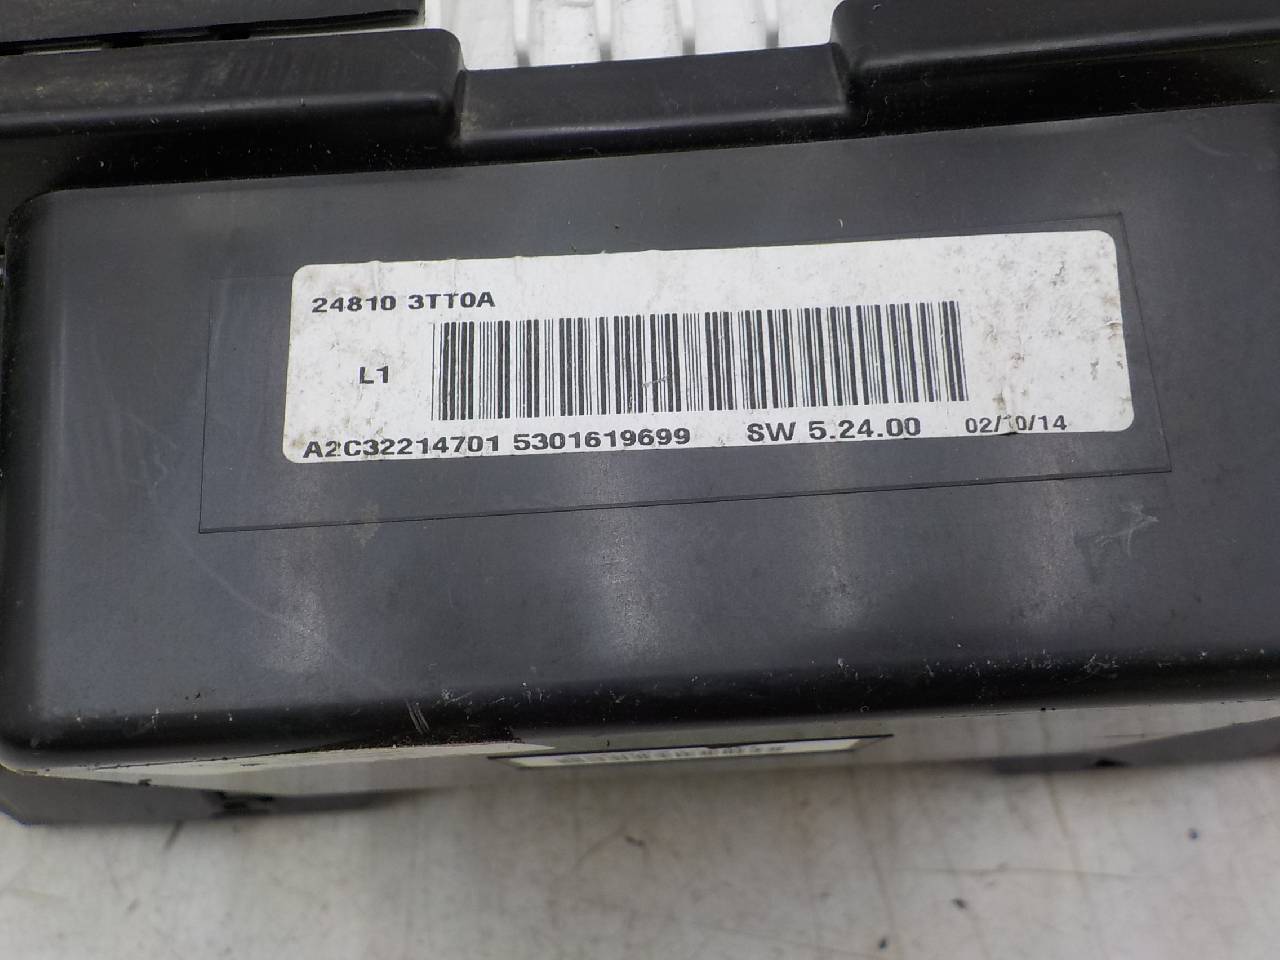 24810 3TT0A
L1
A2C32214701 5301619699 SW 5.24.00 02/10/14